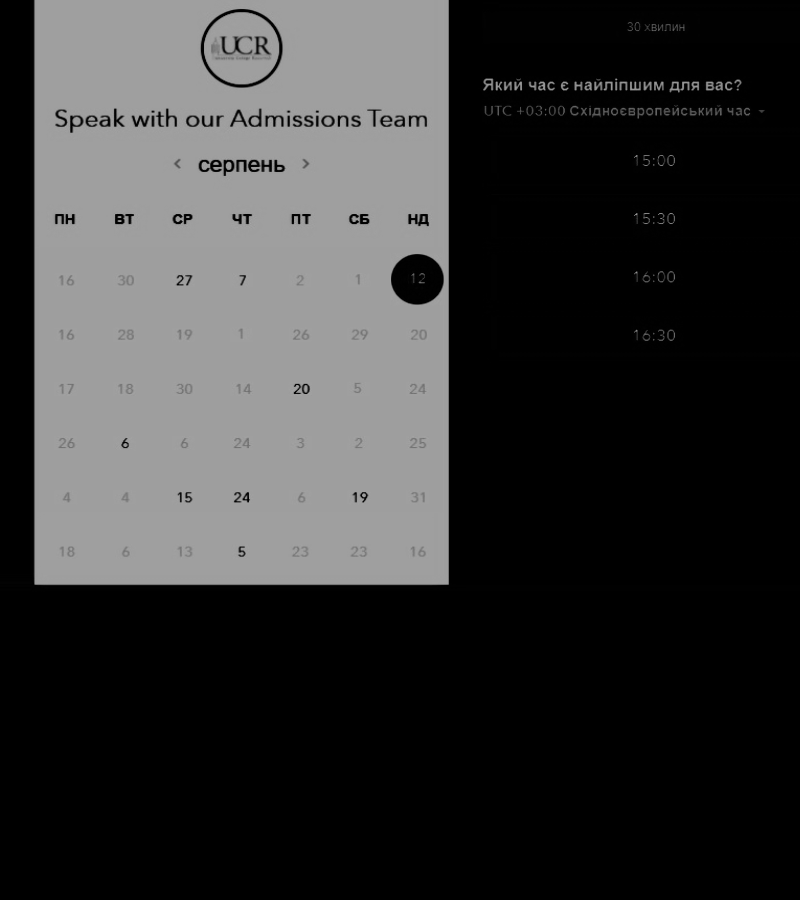 UCR
Speak with our Admissions Team
< серпень >
ПН ВТ СР ЧТ ПТ СБ НД
16 30 27 7 2 1 12
16 28 19 1 26 29 20
17 18 30 14 20 5 24
26 6 6 24 3 2 25
4 4 15 24 6 19 31
18 6 13 5 23 23 16
30 хвилин
Який час є найліпшим для вас?
UTC +03:00 Східноєвропейський час
15:00
15:30
16:00
16:30